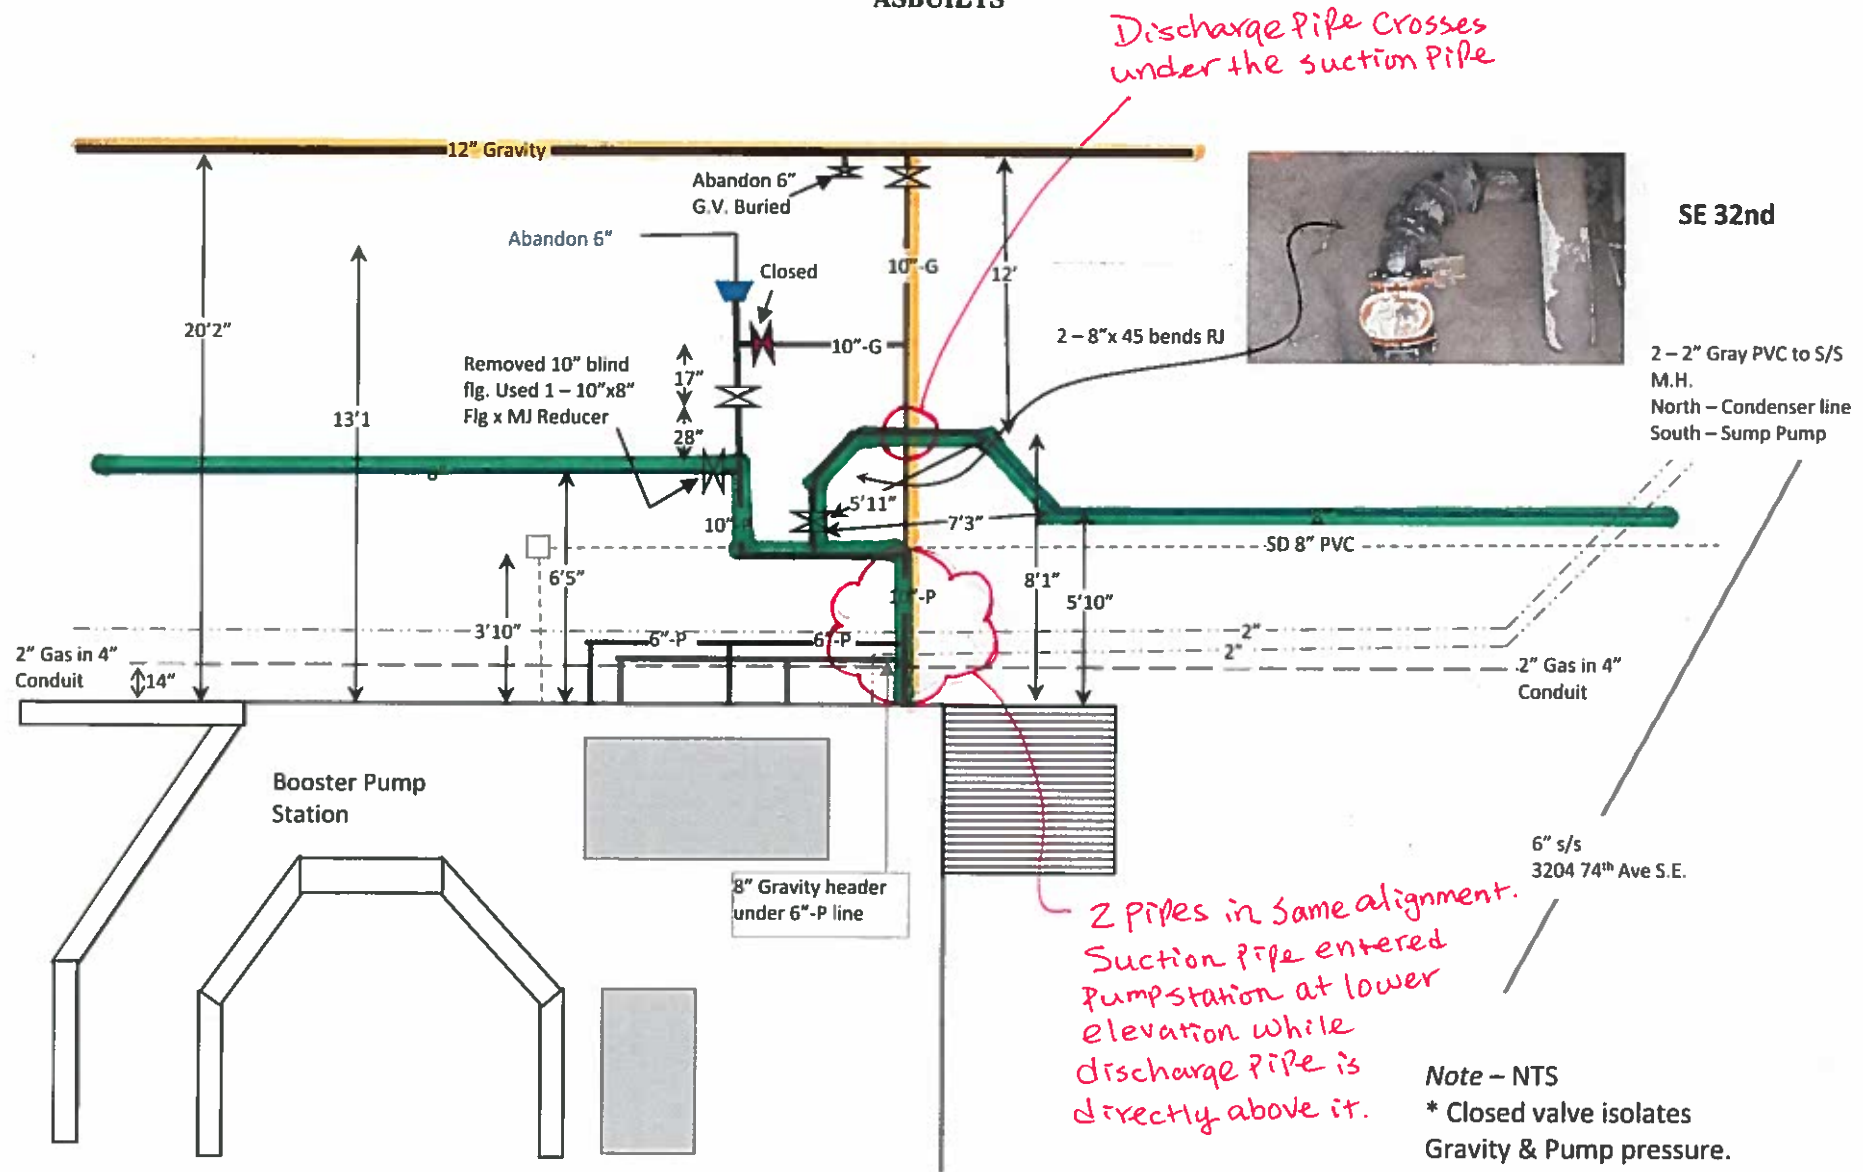 ASBUILTS
Discharge Pipe Crosses
under the suction Pipe
12" Gravity
Abandon 6"
G.V. Buried
SE 32nd
Abandon 6"
Closed
10"-G
12'
20'2"
2 – 8"x 45 bends RJ
10"-G
2 – 2" Gray PVC to S/S
M.H.
North – Condenser line
South – Sump Pump
Removed 10" blind
flg. Used 1 – 10"x8"
Flg x MJ Reducer
17"
13'1
28"
5'11"
7'3"
10"
SD 8" PVC
6'5"
8'1"
5'10"
-P
3'10"
6"-P
6"-P
2"
2"
2" Gas in 4"
Conduit
14"
2" Gas in 4"
Conduit
Booster Pump
Station
6" s/s
3204 74th Ave S.E.
8" Gravity header
under 6"-P line
2 Pipes in same alignment.
Suction Pipe entered
Pumpstation at lower
elevation while
discharge Pipe is
directly above it.
Note – NTS
* Closed valve isolates
Gravity & Pump pressure.